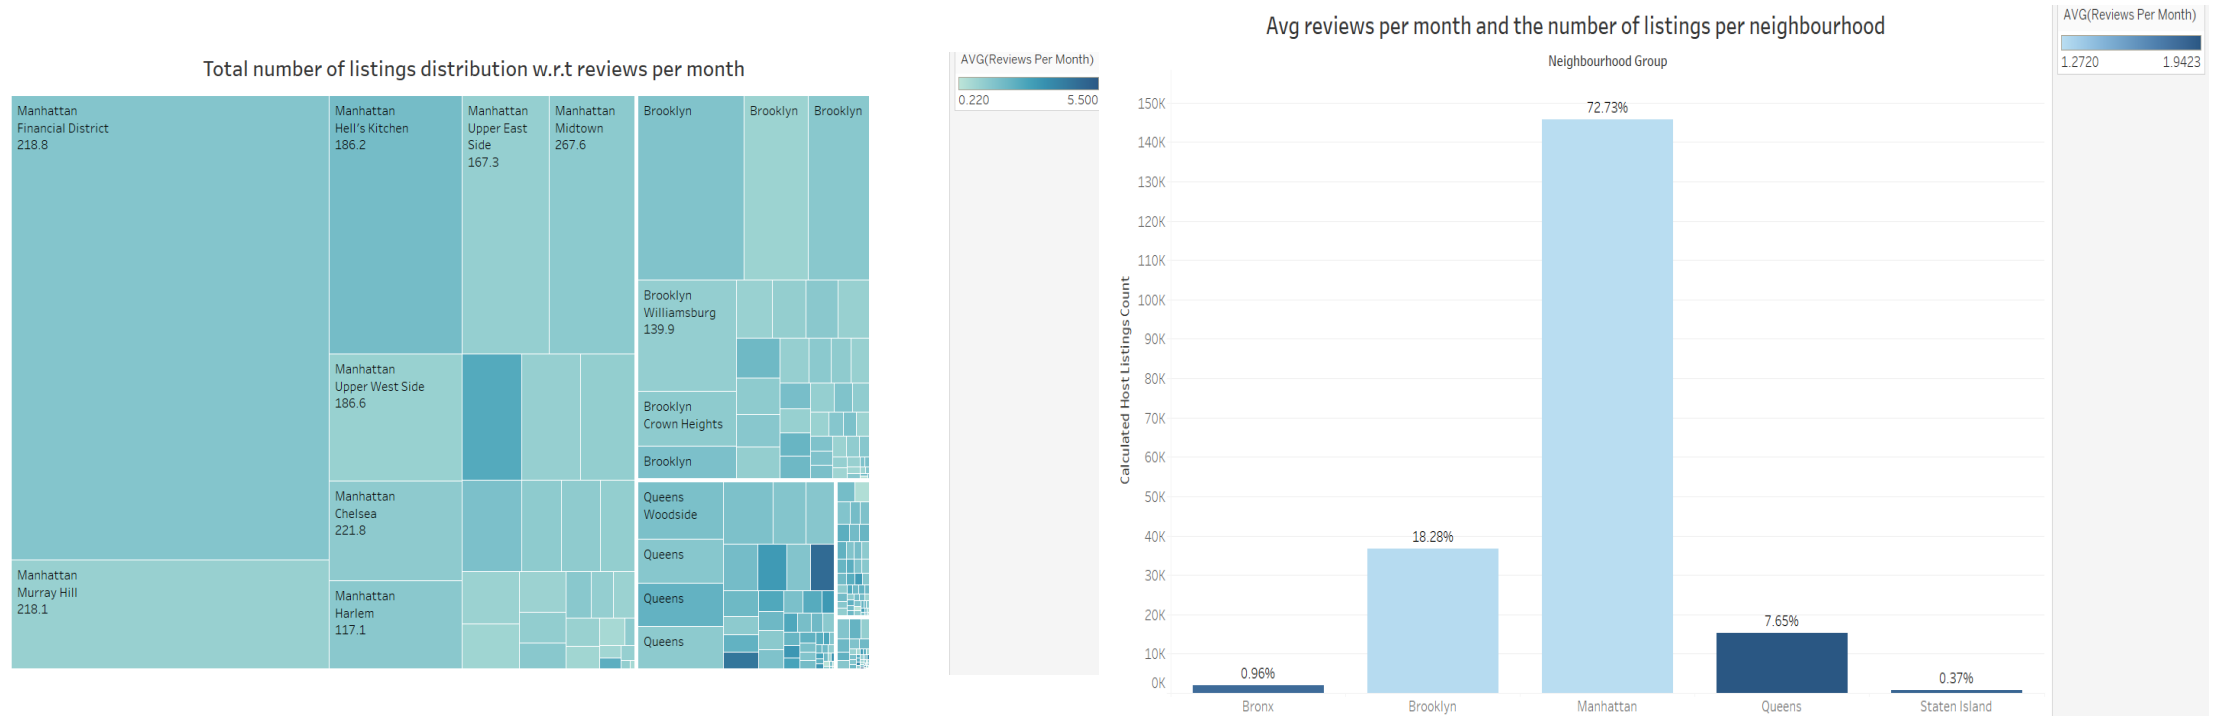 Total number of listings distribution w.r.t reviews per month
Manhattan
Financial District
218.8
Manhattan
Murray Hill
218.1
Manhattan
Hell's Kitchen
186.2
Manhattan
Upper West Side
186.6
Manhattan
Chelsea
221.8
Manhattan
Harlem
117.1
Manhattan
Upper East
Side
167.3
Manhattan
Midtown
267.6
Brooklyn
Brooklyn
Brooklyn
Brooklyn
Williamsburg
139.9
Brooklyn
Crown Heights
Brooklyn
Queens
Woodside
Queens
Queens
Queens
AVG(Reviews Per Month)
0.220 5.500
Avg reviews per month and the number of listings per neighbourhood
Neighbourhood Group
Calculated Host Listings Count
150K
140K
130K
120K
110K
100K
90K
80K
70K
60K
50K
40K
30K
20K
10K
0K
0.96%
18.28%
72.73%
7.65%
0.37%
Bronx Brooklyn Manhattan Queens Staten Island
AVG(Reviews Per Month)
1.2720 1.9423